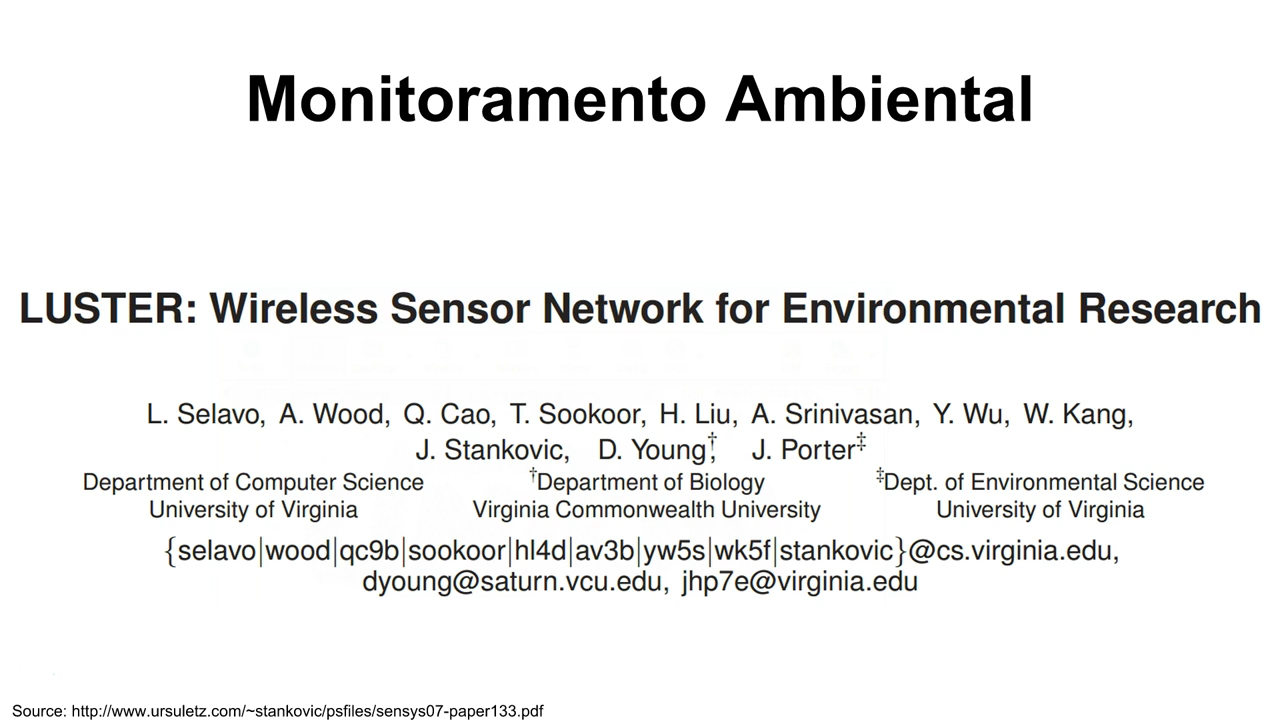 Monitoramento Ambiental
LUSTER: Wireless Sensor Network for Environmental Research
L. Selavo, A. Wood, Q. Cao, T. Sookoor, H. Liu, A. Srinivasan, Y. Wu, W. Kang,
J. Stankovic, D. Young†, J. Porter‡
Department of Computer Science †Department of Biology ‡Dept. of Environmental Science
University of Virginia Virginia Commonwealth University University of Virginia
{selavo|wood|qc9b|sookoor|hl4d|av3b|yw5s|wk5f|stankovic}@cs.virginia.edu,
dyoung@saturn.vcu.edu, jhp7e@virginia.edu
Source: http://www.ursuletz.com/~stankovic/psfiles/sensys07-paper133.pdf